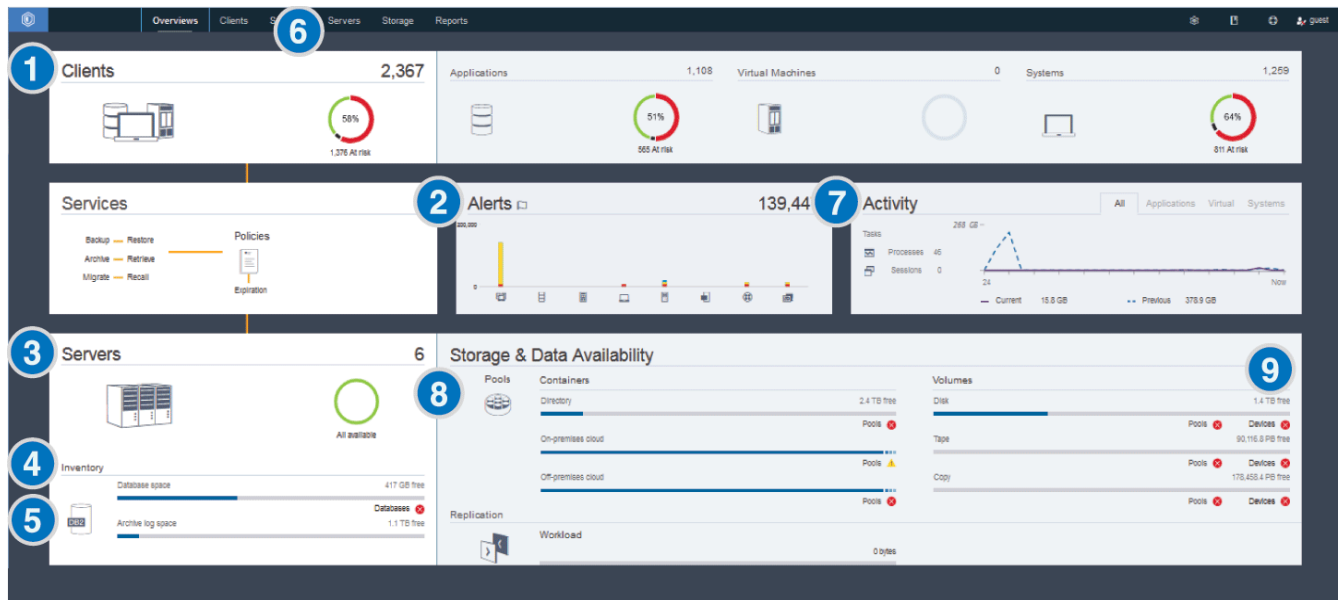 Overviews Clients S Servers Storage Reports guest
6
1 Clients 2,367
Applications 1,108 Virtual Machines 0 Systems 1,259
58% 51% 64%
1,376 At risk 565 At risk 811 At risk
Services
Backup Restore
Archive Retrieve
Migrate Recall
Policies
Expiration
2 Alerts 139,44
200,000
0
7 Activity All Applications Virtual Systems
Tasks
Processes 46
Sessions 0
268 GB
24 Now
Current 15.8 GB Previous 378.9 GB
3 Servers 6
All available
4 Inventory
Database space 417 GB free
Databases
5 DB2
Archive log space 1.1 TB free
Storage & Data Availability
8 Pools
Containers
Directory 2.4 TB free
Pools
On-premises cloud
Pools
Off-premises cloud
Pools
9
Volumes
Disk 1.4 TB free
Pools Devices
Tape 90,116.8 PB free
Pools Devices
Copy 178,458.4 PB free
Pools Devices
Replication
Workload
0 bytes